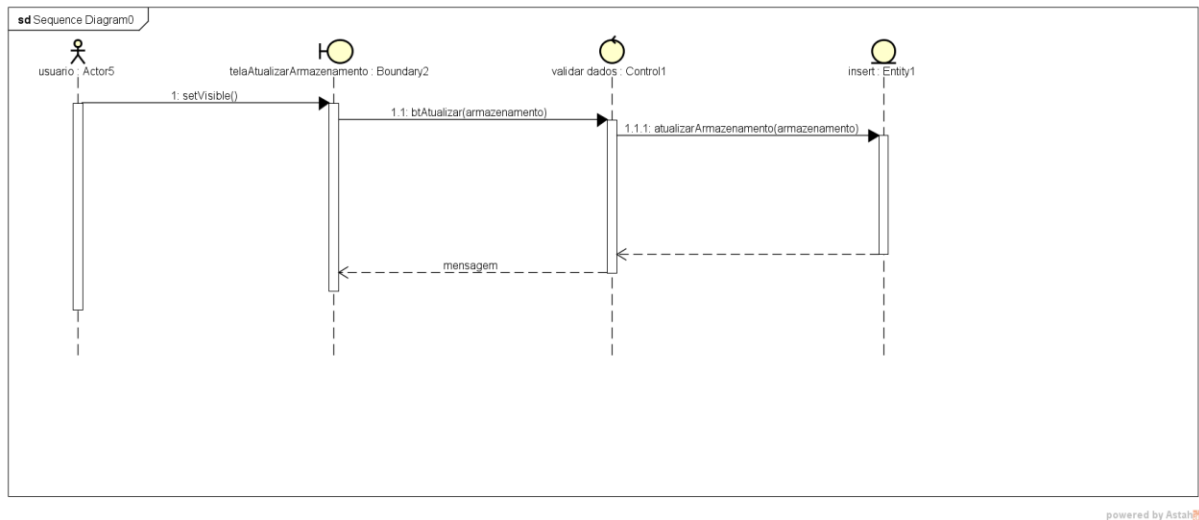 sd Sequence Diagram0
usuario : Actor5
telaAtualizarArmazenamento : Boundary2
validar dados : Control1
insert : Entity1
1: setVisible()
1.1: btAtualizar(armazenamento)
1.1.1: atualizarArmazenamento(armazenamento)
mensagem
powered by Astah